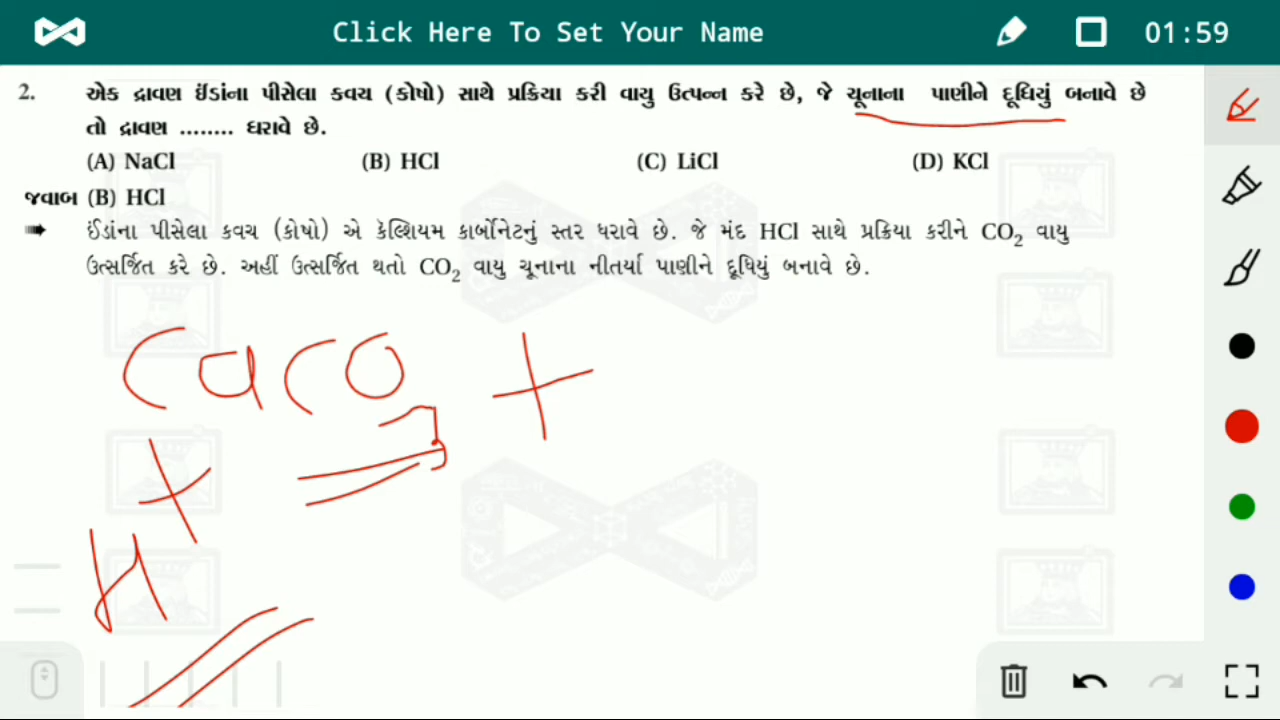 Click Here To Set Your Name 01:59
2. એક દ્રાવણ ઈંડાંના પીસેલા કવચ (કોષો) સાથે પ્રક્રિયા કરી વાયુ ઉત્પન્ન કરે છે, જે ચૂનાના પાણીને દૂધિયું બનાવે છે
તો દ્રાવણ ........ ધરાવે છે.
(A) NaCl (B) HCl (C) LiCl (D) KCl
જવાબ (B) HCl
➠ ઈંડાંના પીસેલા કવચ (કોષો) એ કૅલ્શિયમ કાર્બોનેટનું સ્તર ધરાવે છે. જે મંદ HCl સાથે પ્રક્રિયા કરીને CO₂ વાયુ
ઉત્સર્જિત કરે છે. અહીં ઉત્સર્જિત થતો CO₂ વાયુ ચૂનાના નીતર્યા પાણીને દૂધિયું બનાવે છે.
CaCO₃ +
+
H